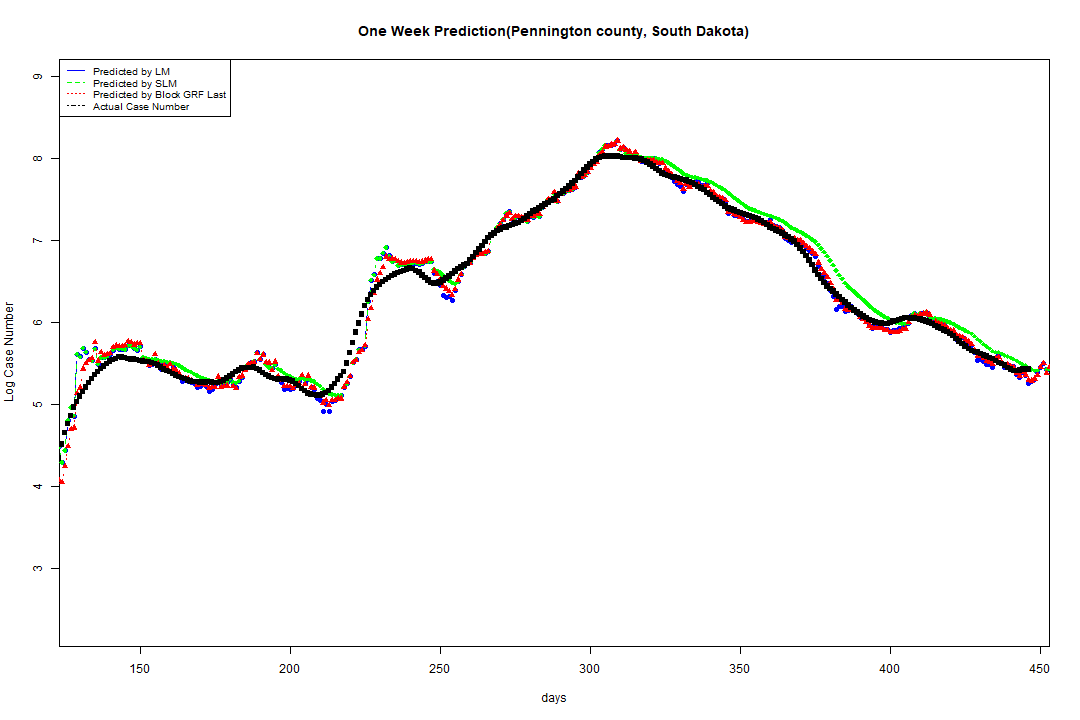 One Week Prediction(Pennington county, South Dakota)
Predicted by LM
Predicted by SLM
Predicted by Block GRF Last
Actual Case Number
9
8
7
6
5
4
3
Log Case Number
150 200 250 300 350 400 450
days